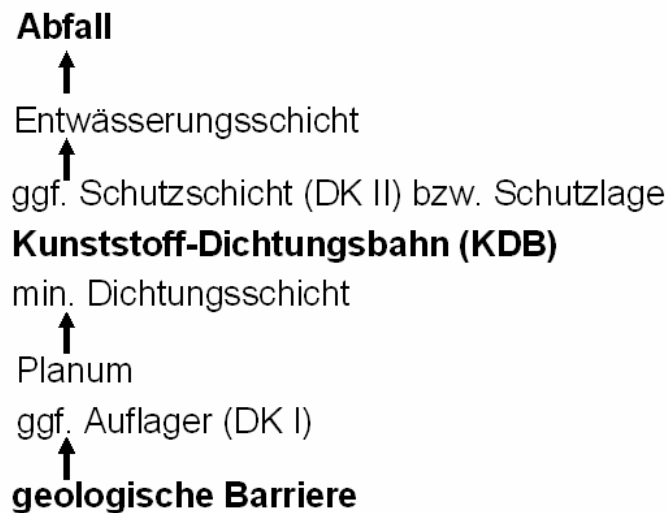 Abfall
Entwässerungsschicht
ggf. Schutzschicht (DK II) bzw. Schutzlage
Kunststoff-Dichtungsbahn (KDB)
min. Dichtungsschicht
Planum
ggf. Auflager (DK I)
geologische Barriere